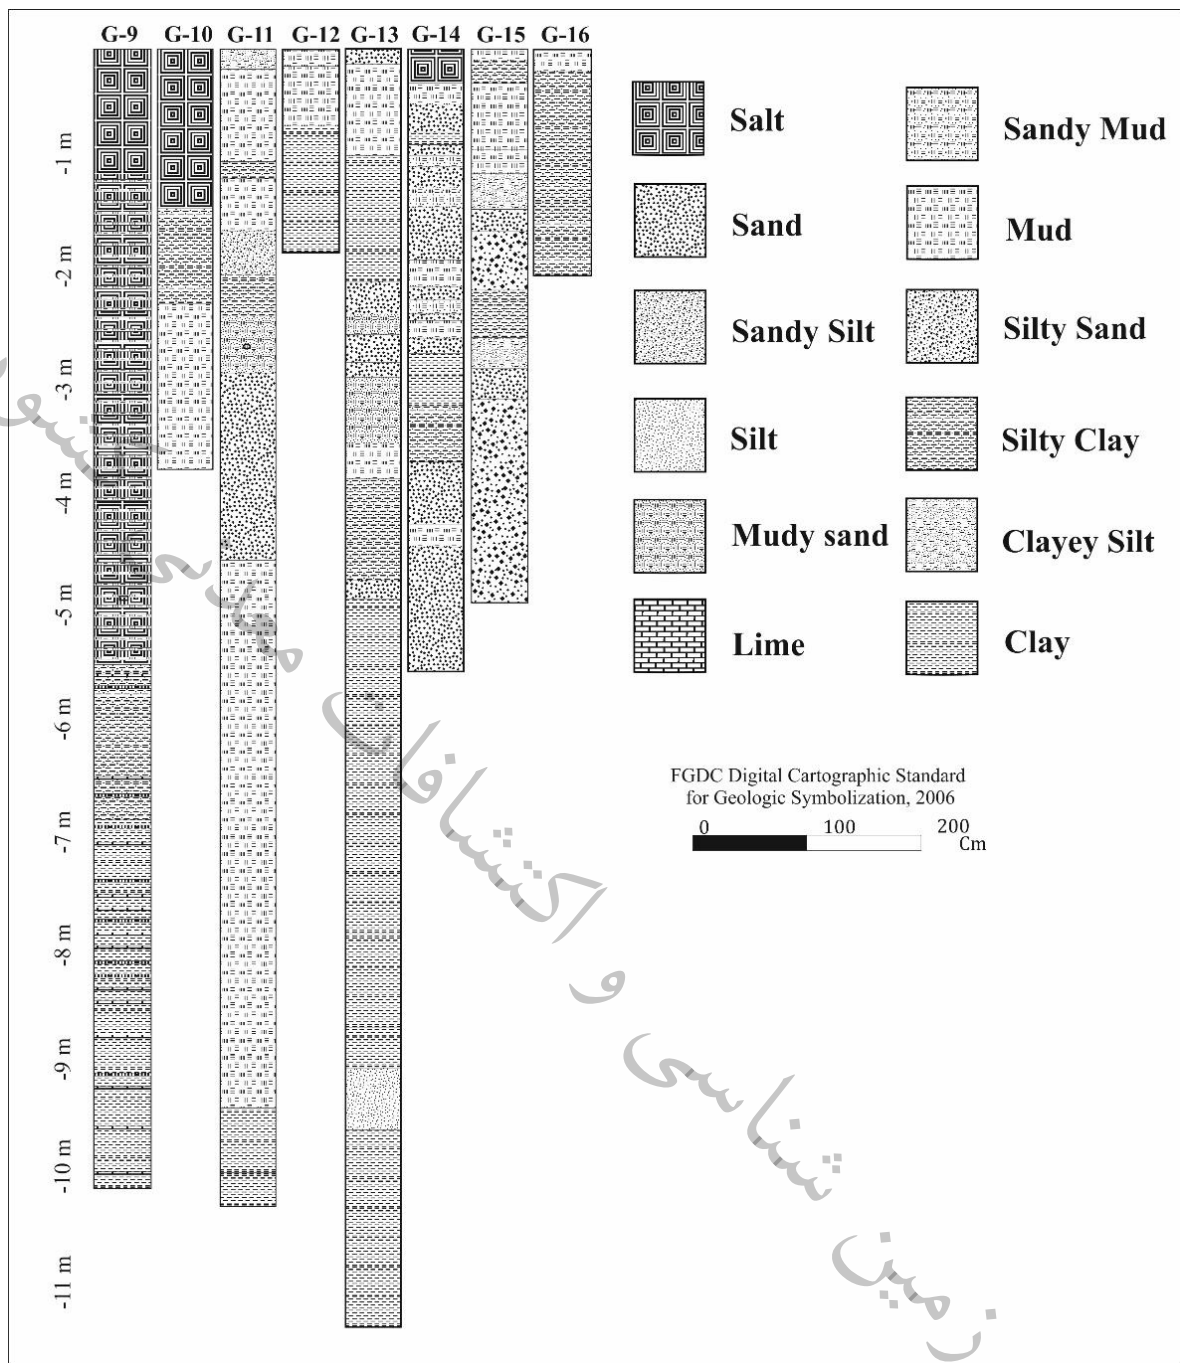 G-9 G-10 G-11 G-12 G-13 G-14 G-15 G-16
-1 m
-2 m
-3 m
-4 m
-5 m
-6 m
-7 m
-8 m
-9 m
-10 m
-11 m
Salt
Sandy Mud
Sand
Mud
Sandy Silt
Silty Sand
Silt
Silty Clay
Mudy sand
Clayey Silt
Lime
Clay
FGDC Digital Cartographic Standard
for Geologic Symbolization, 2006
0 100 200
Cm
زمین شناسی و اکتشافات معدنی کشور